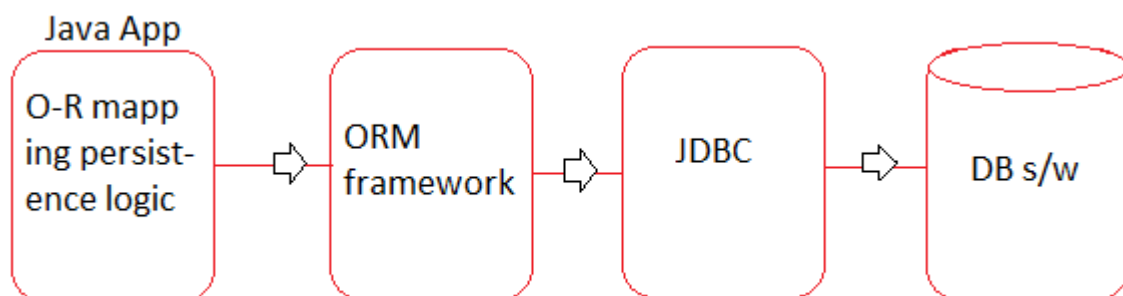 Java App
O-R mapp
ing persist-
ence logic
ORM
framework
JDBC
DB s/w